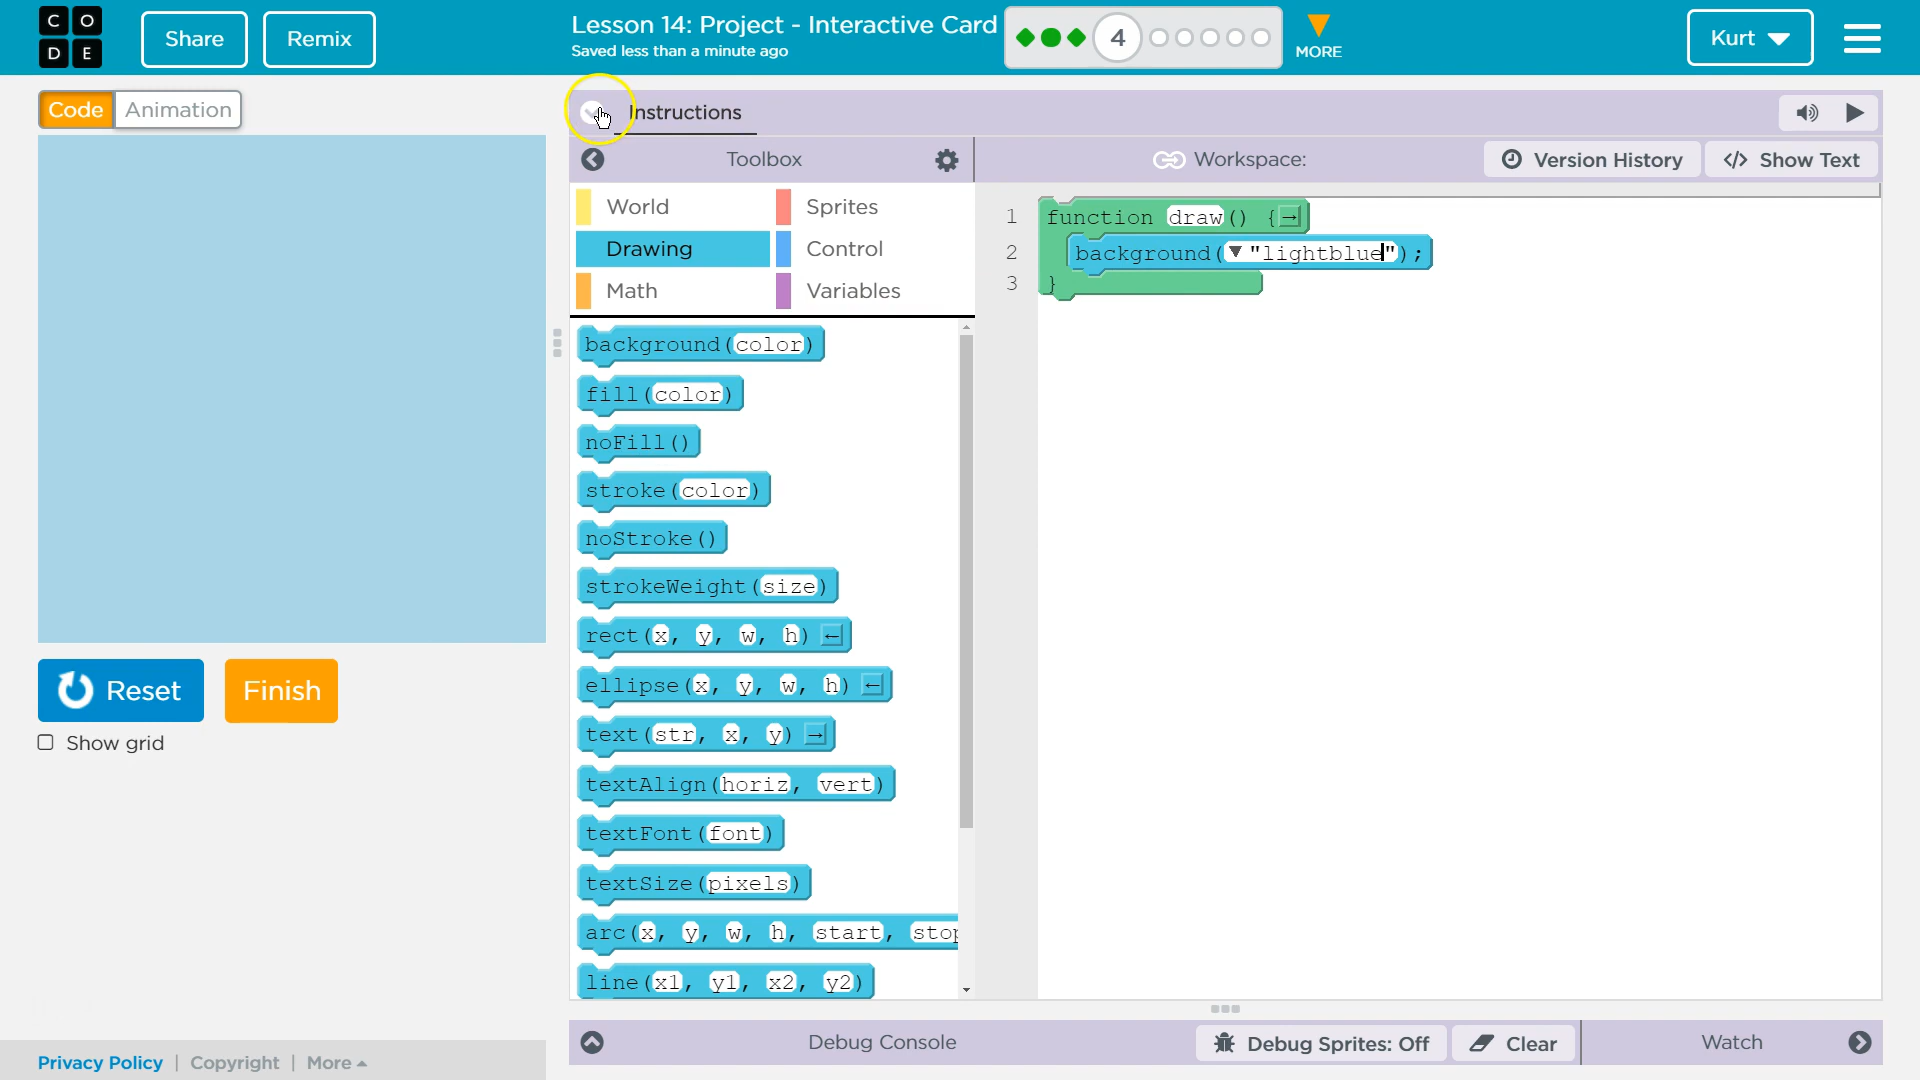 C O
D E
Share
Remix
Lesson 14: Project - Interactive Card
Saved less than a minute ago
4
MORE
Kurt
Code
Animation
Instructions
Toolbox
Workspace:
Version History
</> Show Text
World
Sprites
Drawing
Control
Math
Variables
1 function draw() {→
2 background(▼ "lightblue");
3 }
background(color)
fill(color)
noFill()
stroke(color)
noStroke()
strokeWeight(size)
rect(x, y, w, h) ←
ellipse(x, y, w, h) ←
text(str, x, y) →
textAlign(horiz, vert)
textFont(font)
textSize(pixels)
arc(x, y, w, h, start, stop
line(x1, y1, x2, y2)
Reset
Finish
Show grid
Debug Console
Debug Sprites: Off
Clear
Watch
Privacy Policy | Copyright | More